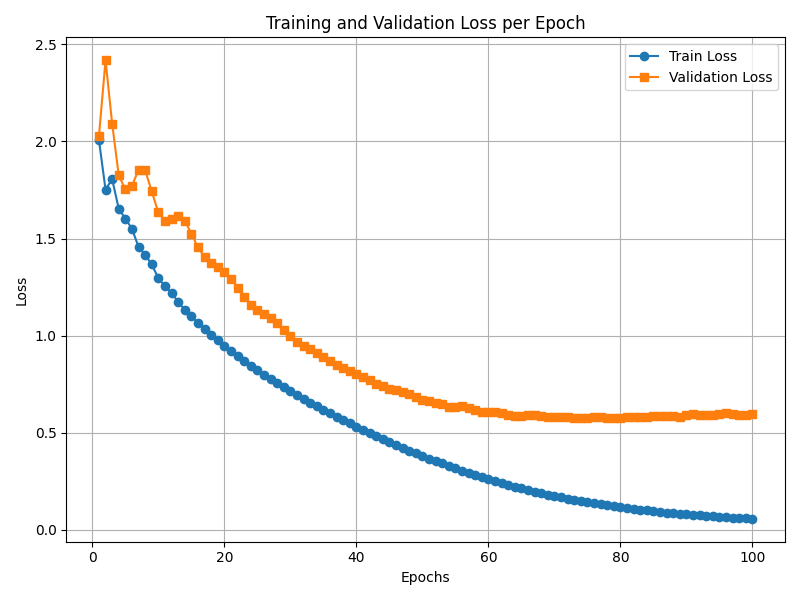 Training and Validation Loss per Epoch
Train Loss
Validation Loss
2.5
2.0
1.5
1.0
0.5
0.0
Loss
0 20 40 60 80 100
Epochs